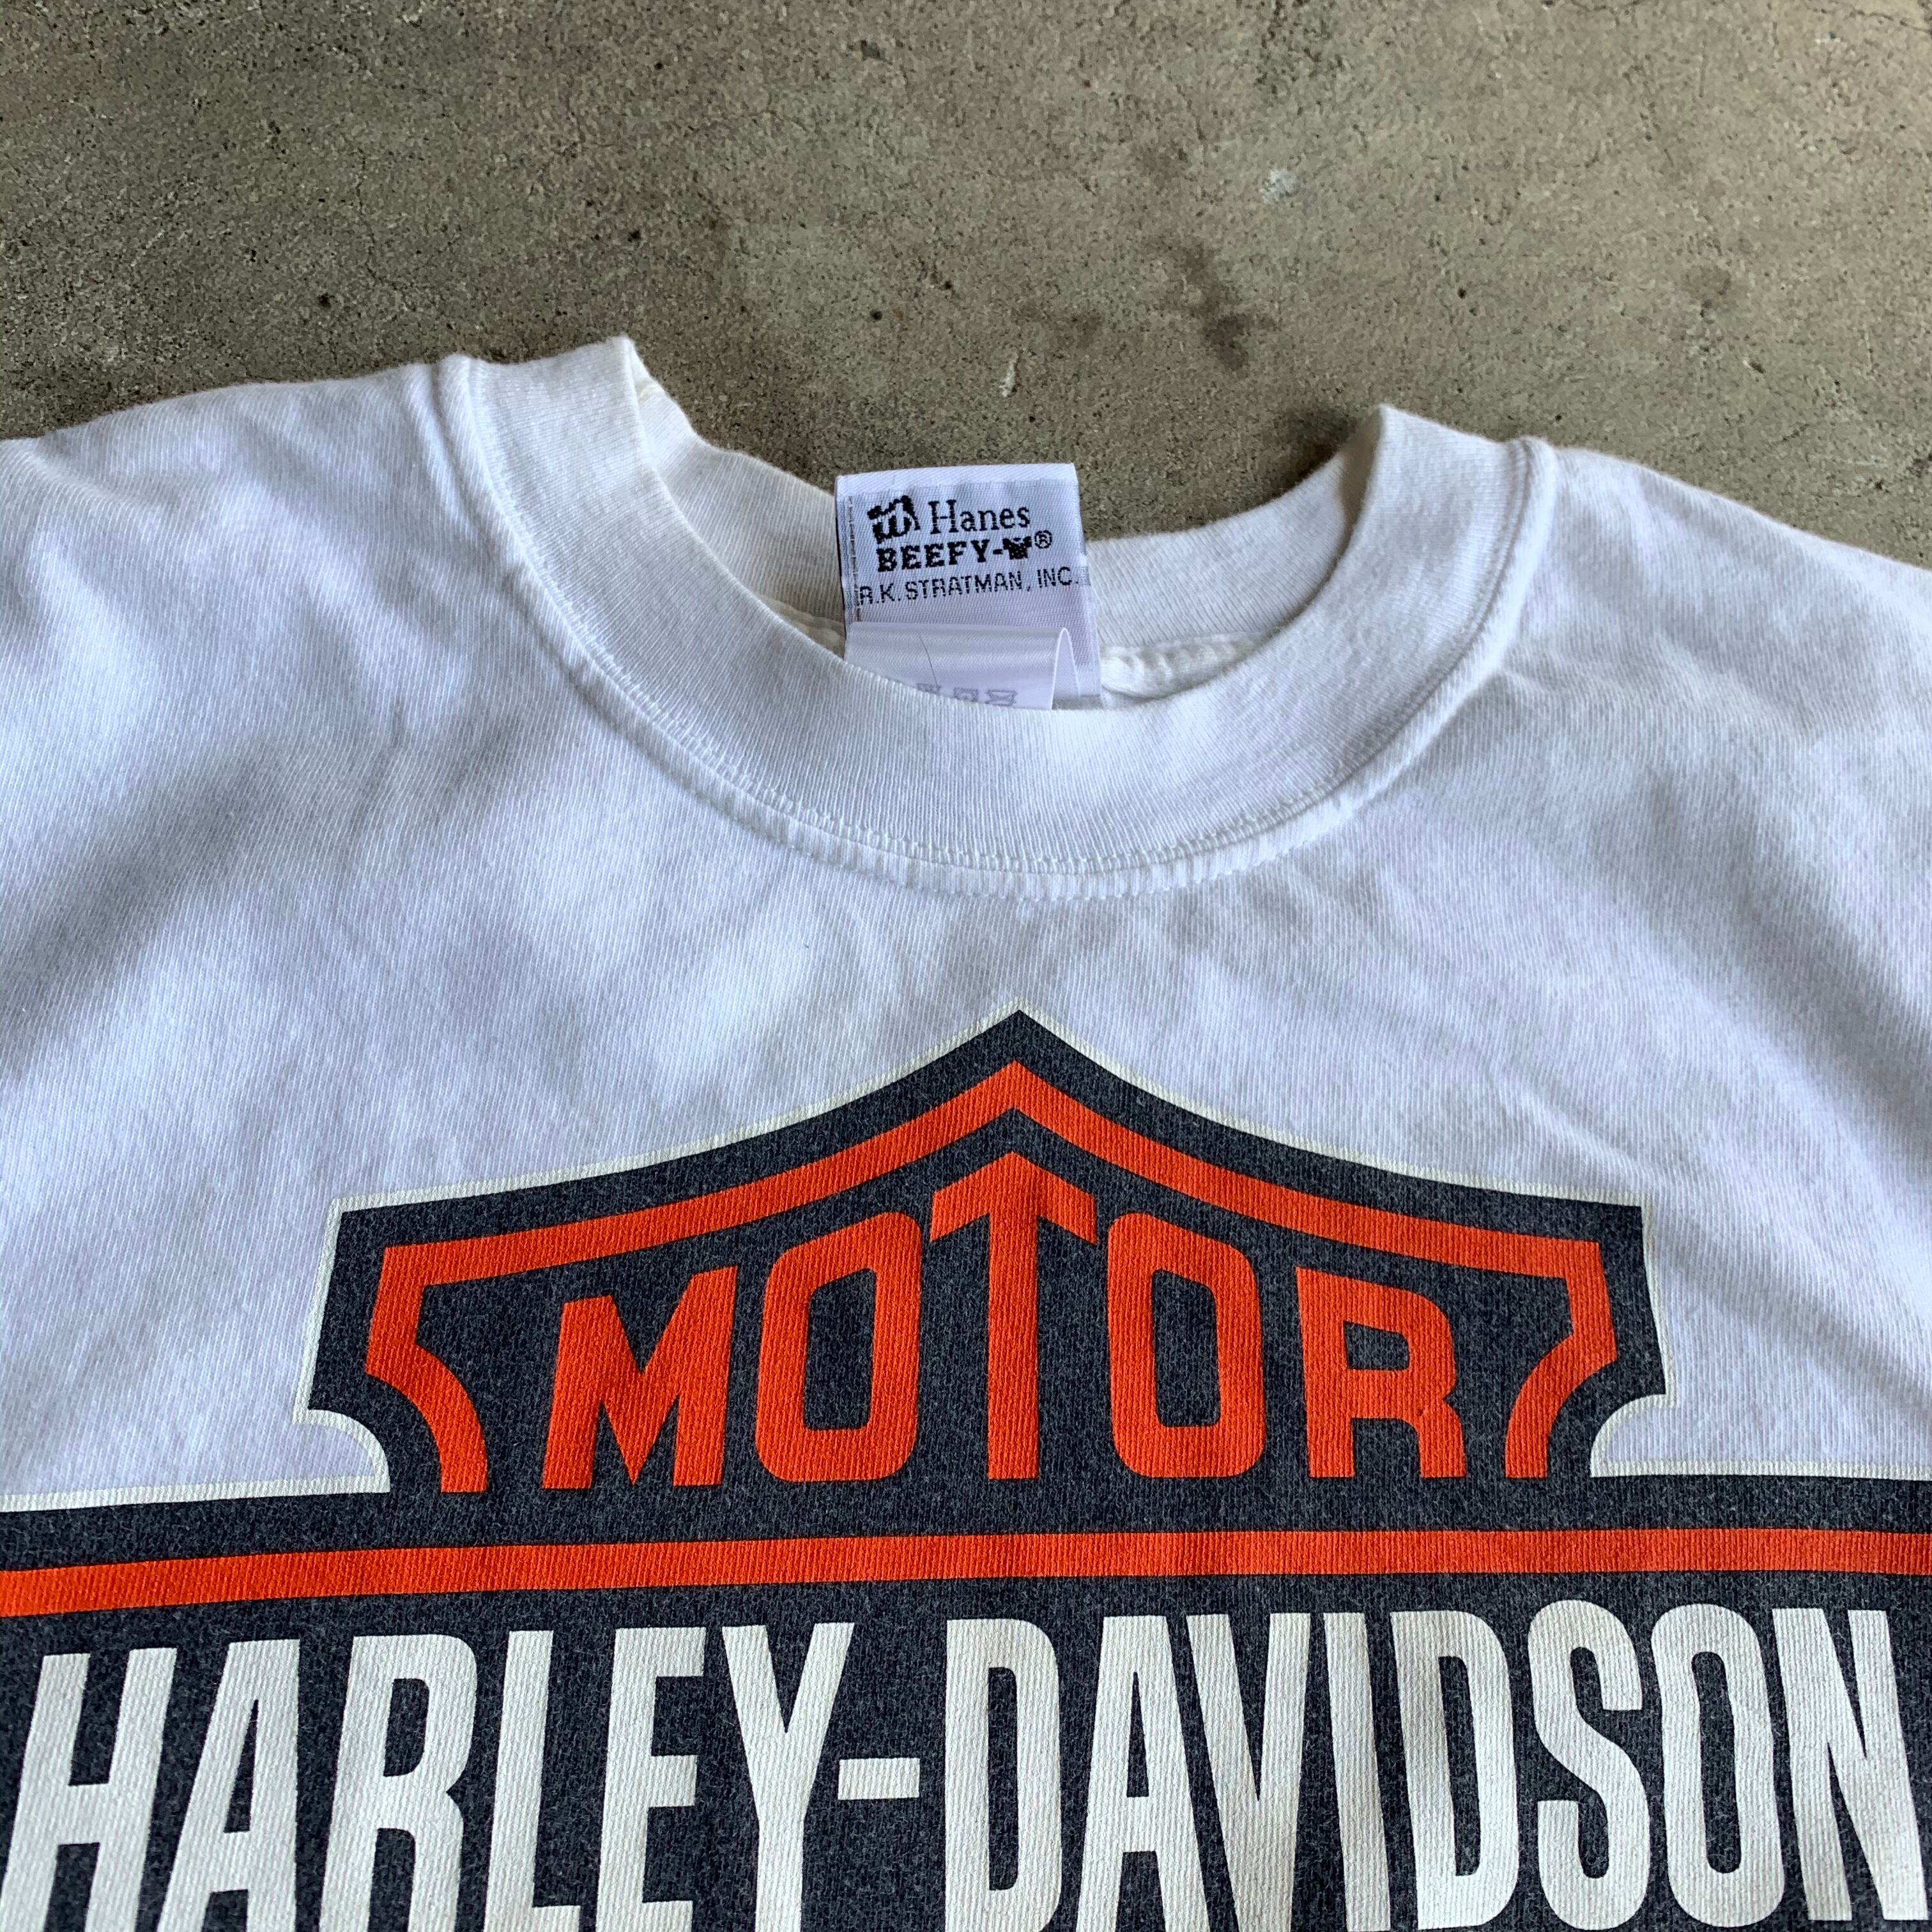 Hanes
BEEFY-®
R.K. STRATMAN, INC.
MOTOR
HARLEY-DAVIDSON